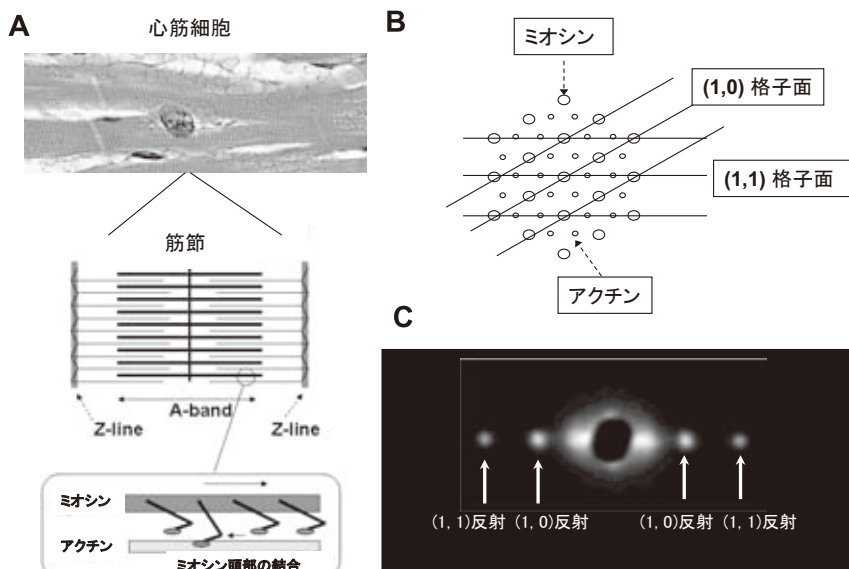 A
心筋細胞
筋節
A-band
Z-line
Z-line
ミオシン
アクチン
ミオシン頭部の結合
B
ミオシン
(1,0) 格子面
(1,1) 格子面
アクチン
C
(1, 1)反射 (1, 0)反射 (1, 0)反射 (1, 1)反射